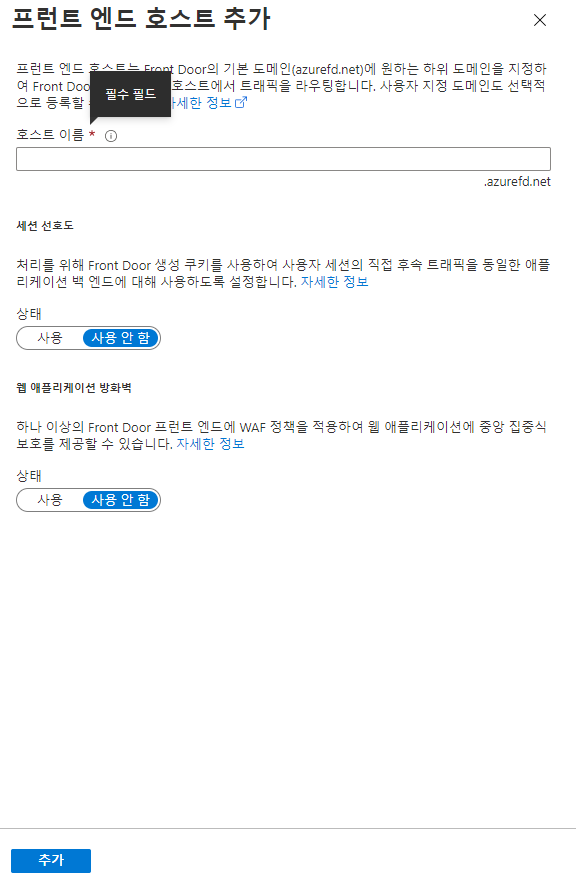 프런트 엔드 호스트 추가
프런트 엔드 호스트는 Front Door의 기본 도메인(azurefd.net)에 원하는 하위 도메인을 지정하
여 Front Doo 호스트에서 트래픽을 라우팅합니다. 사용자 지정 도메인도 선택적
으로 등록할 자세한 정보
필수 필드
호스트 이름 *
.azurefd.net
세션 선호도
처리를 위해 Front Door 생성 쿠키를 사용하여 사용자 세션의 직접 후속 트래픽을 동일한 애플
리케이션 백 엔드에 대해 사용하도록 설정합니다. 자세한 정보
상태
사용 사용 안 함
웹 애플리케이션 방화벽
하나 이상의 Front Door 프런트 엔드에 WAF 정책을 적용하여 웹 애플리케이션에 중앙 집중식
보호를 제공할 수 있습니다. 자세한 정보
상태
사용 사용 안 함
추가